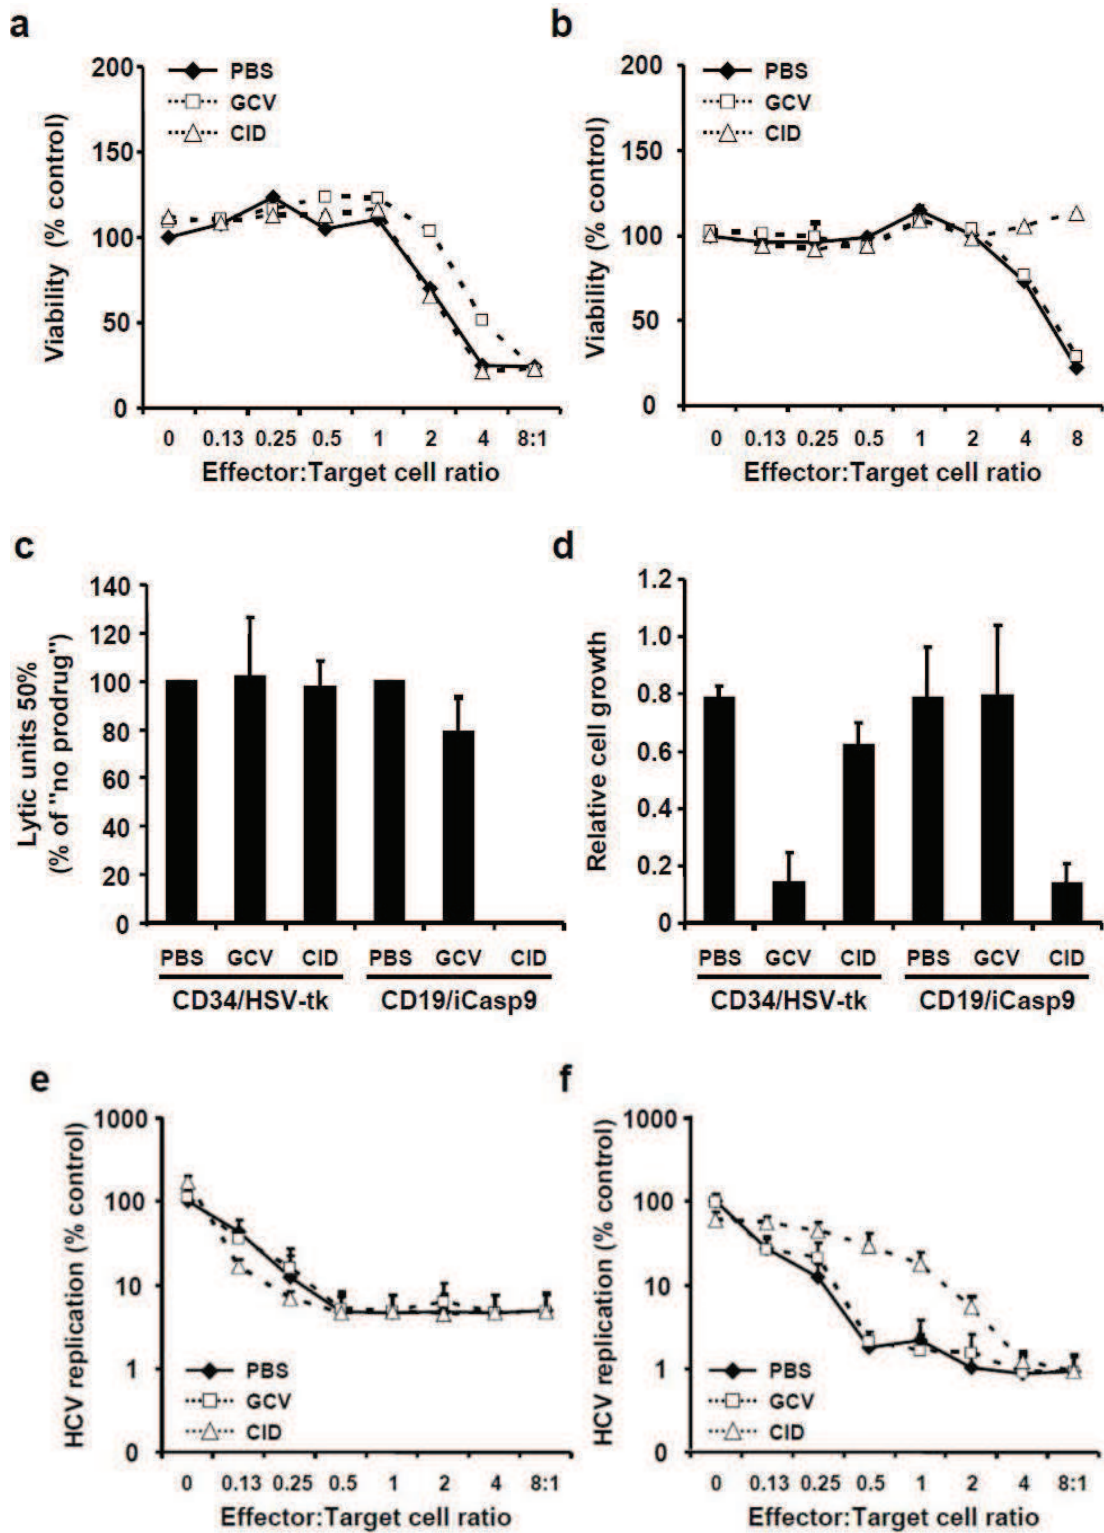 a
200
150
100
50
0
Viability (% control)
PBS
GCV
CID
0 0.13 0.25 0.5 1 2 4 8:1
Effector:Target cell ratio
b
200
150
100
50
0
Viability (% control)
PBS
GCV
CID
0 0.13 0.25 0.5 1 2 4 8
Effector:Target cell ratio
c
140
120
100
80
60
40
20
0
Lytic units 50%
(% of "no prodrug")
PBS GCV CID PBS GCV CID
CD34/HSV-tk CD19/iCasp9
d
1.2
1.0
0.8
0.6
0.4
0.2
0
Relative cell growth
PBS GCV CID PBS GCV CID
CD34/HSV-tk CD19/iCasp9
e
1000
100
10
1
0
HCV replication (% control)
PBS
GCV
CID
0 0.13 0.25 0.5 1 2 4 8:1
Effector:Target cell ratio
f
1000
100
10
1
0
HCV replication (% control)
PBS
GCV
CID
0 0.13 0.25 0.5 1 2 4 8:1
Effector:Target cell ratio